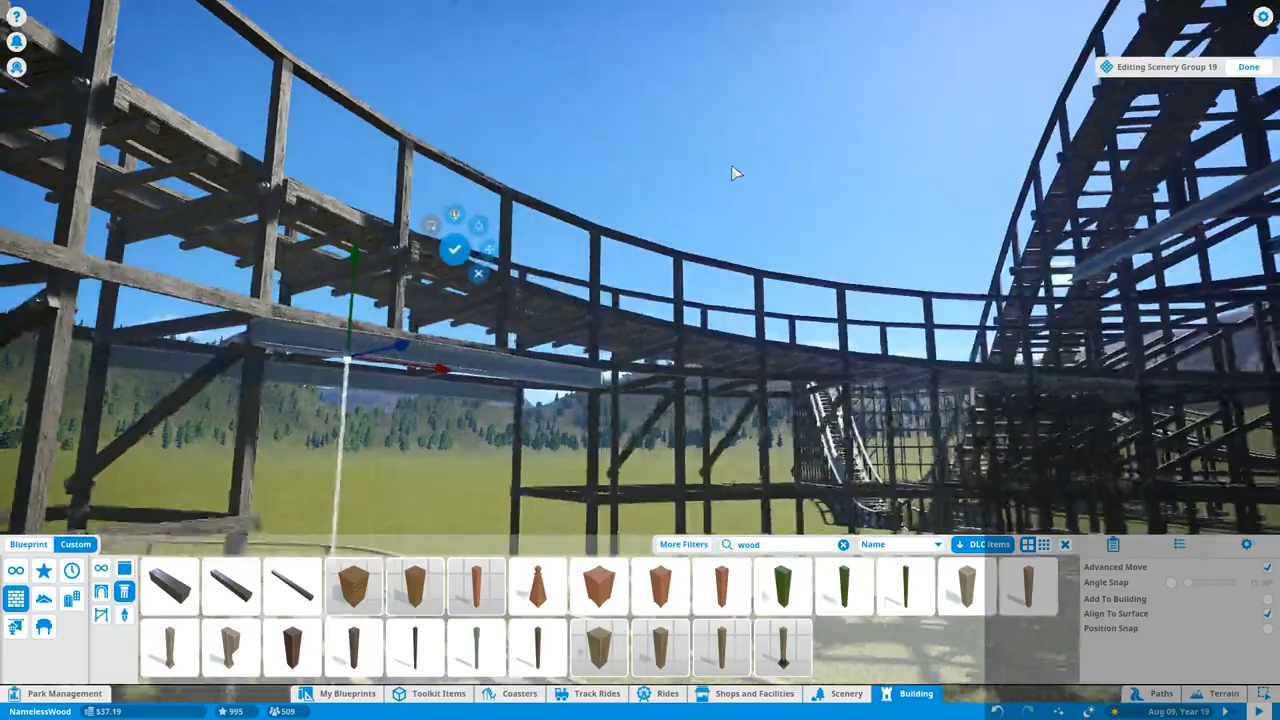 ?
Editing Scenery Group 19 Done
Blueprint Custom More Filters wood Name DLC items
Advanced Move
Angle Snap 15.00°
Add To Building
Align To Surface
Position Snap
Park Management My Blueprints Toolkit Items Coasters Track Rides Rides Shops and Facilities Scenery Building Paths Terrain
NamelessWood $37.19 995 509 Aug 09, Year 19